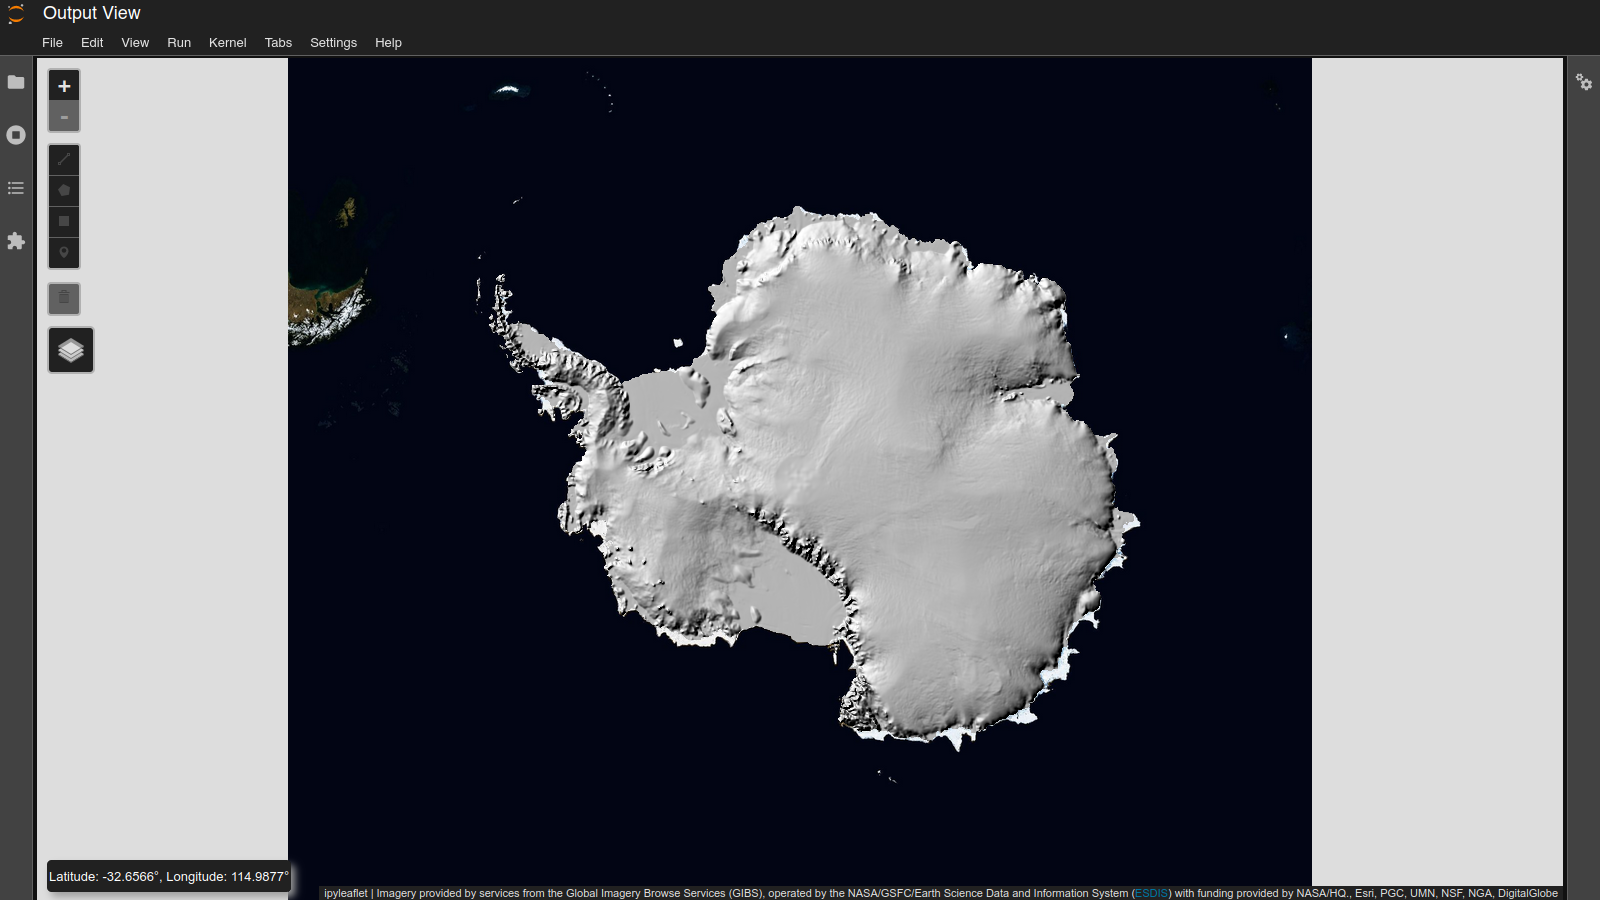 Output View
File Edit View Run Kernel Tabs Settings Help
+
-
Latitude: -32.6566°, Longitude: 114.9877°
ipyleaflet | Imagery provided by services from the Global Imagery Browse Services (GIBS), operated by the NASA/GSFC/Earth Science Data and Information System (ESDIS) with funding provided by NASA/HQ., Esri, PGC, UMN, NSF, NGA, DigitalGlobe